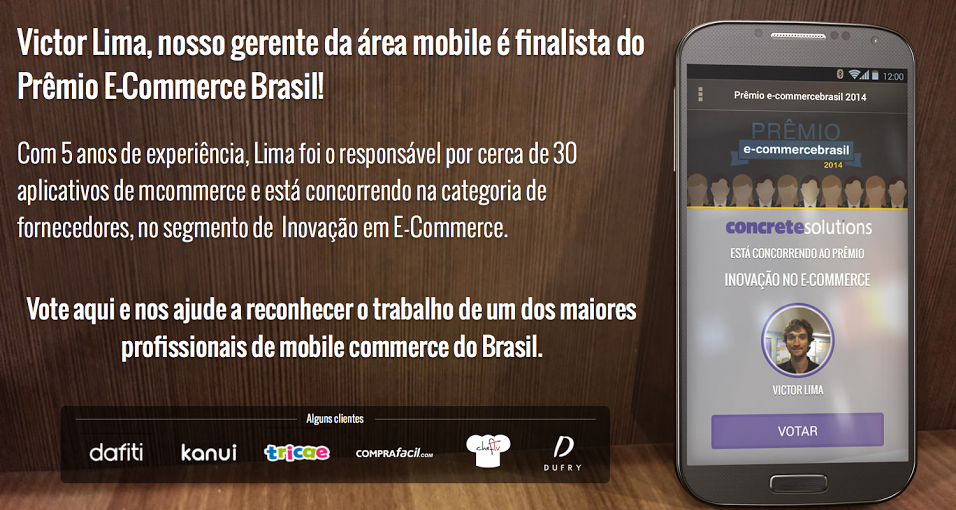 Victor Lima, nosso gerente da área mobile é finalista do
Prêmio E-Commerce Brasil!
Com 5 anos de experiência, Lima foi o responsável por cerca de 30
aplicativos de mcommerce e está concorrendo na categoria de
fornecedores, no segmento de Inovação em E-Commerce.
Vote aqui e nos ajude a reconhecer o trabalho de um dos maiores
profissionais de mobile commerce do Brasil.
Alguns clientes
dafiti
kanui
tricae
COMPRAFACIL.COM
chefTV
DUFRY
12:00
Prêmio e-commercebrasil 2014
PRÊMIO
e-commercebrasil
2014
concretesolutions
ESTÁ CONCORRENDO AO PRÊMIO
INOVAÇÃO NO E-COMMERCE
VICTOR LIMA
VOTAR